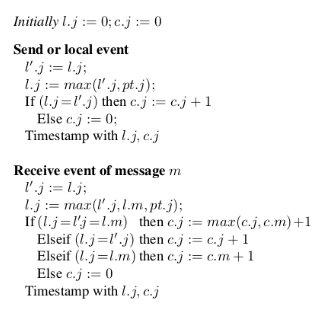 Initially l.j := 0; c.j := 0
Send or local event
l'.j := l.j;
l.j := max(l'.j, pt.j);
If (l.j=l'.j) then c.j := c.j + 1
Else c.j := 0;
Timestamp with l.j, c.j
Receive event of message m
l'.j := l.j;
l.j := max(l'.j, l.m, pt.j);
If (l.j=l'.j=l.m) then c.j := max(c.j, c.m)+1
Elseif (l.j=l'.j) then c.j := c.j + 1
Elseif (l.j=l.m) then c.j := c.m + 1
Else c.j := 0
Timestamp with l.j, c.j